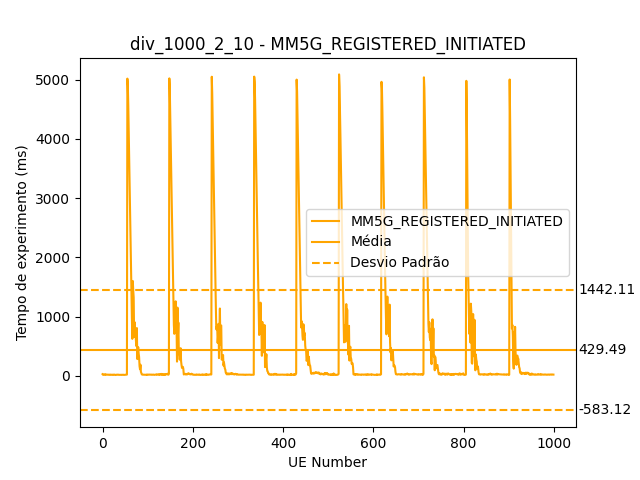 div_1000_2_10 - MM5G_REGISTERED_INITIATED
Tempo de experimento (ms)
5000
4000
3000
2000
1000
0
MM5G_REGISTERED_INITIATED
Média
Desvio Padrão
1442.11
429.49
-583.12
0
200
400
600
800
1000
UE Number